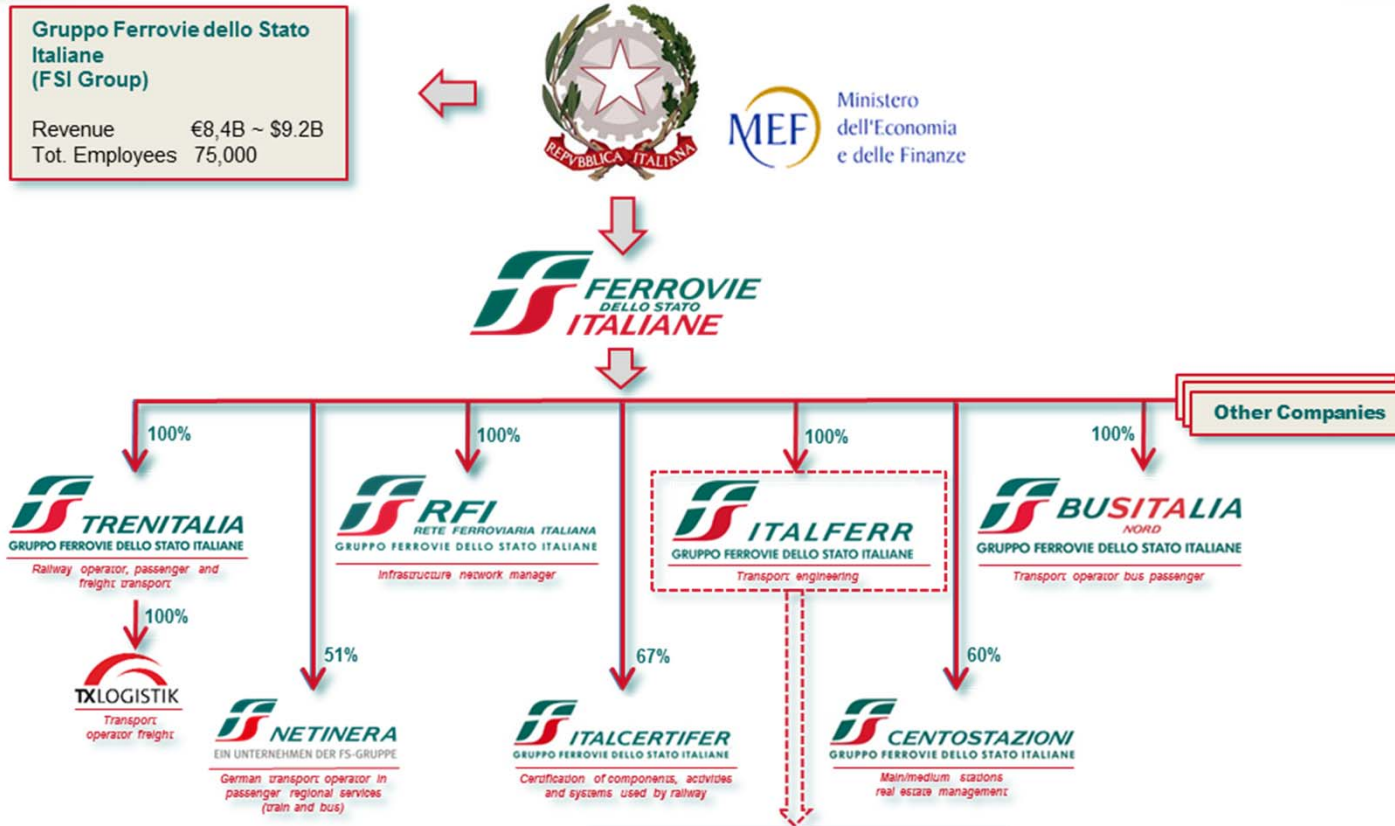 Gruppo Ferrovie dello Stato
Italiane
(FSI Group)
Revenue €8,4B ~ $9.2B
Tot. Employees 75,000
REPVBBLICA ITALIANA
MEF
Ministero
dell'Economia
e delle Finanze
FERROVIE
DELLO STATO
ITALIANE
Other Companies
100%
100%
100%
100%
TRENITALIA
GRUPPO FERROVIE DELLO STATO ITALIANE
Railway operator, passenger and
freight transport
RFI
RETE FERROVIARIA ITALIANA
GRUPPO FERROVIE DELLO STATO ITALIANE
Infrastructure network manager
ITALFERR
GRUPPO FERROVIE DELLO STATO ITALIANE
Transport engineering
BUSITALIA
NORD
GRUPPO FERROVIE DELLO STATO ITALIANE
Transport operator bus passenger
100%
51%
67%
60%
TXLOGISTIK
Transport
operator freight
NETINERA
EIN UNTERNEHMEN DER FS-GRUPPE
German transport operator in
passenger regional services
(train and bus)
ITALCERTIFER
GRUPPO FERROVIE DELLO STATO ITALIANE
Certification of components, activities
and systems used by railway
CENTOSTAZIONI
GRUPPO FERROVIE DELLO STATO ITALIANE
Main/medium stations
real estate management